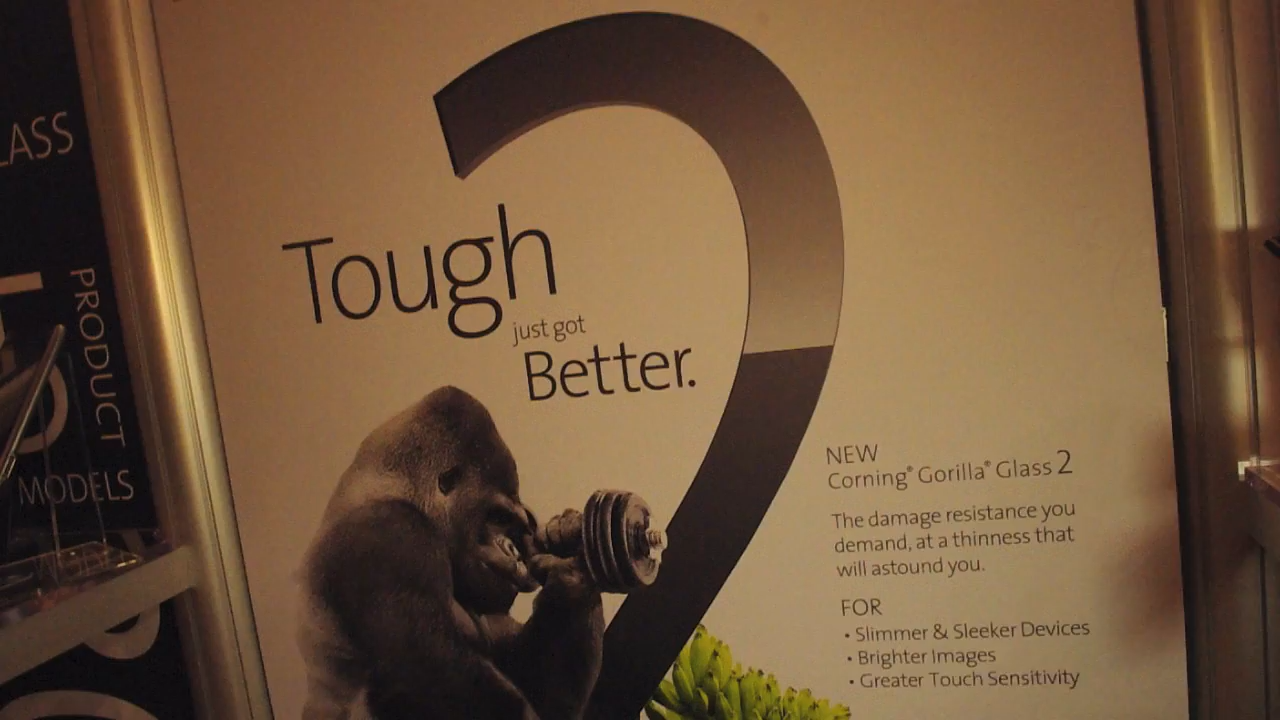 PRODUCT
MODELS
Tough
just got
Better.
2
NEW
Corning® Gorilla® Glass 2
The damage resistance you
demand, at a thinness that
will astound you.
FOR
• Slimmer & Sleeker Devices
• Brighter Images
• Greater Touch Sensitivity